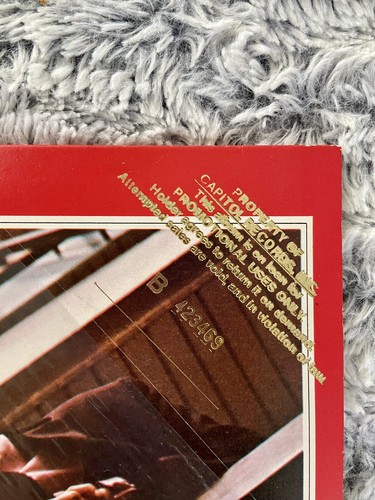 PROPERTY OF
CAPITOL RECORDS, INC.
This album is on loan for
PROMOTIONAL USES ONLY.
Holder agrees to return it on demand.
Attempted sales are void, and in violation of law.
B 423469